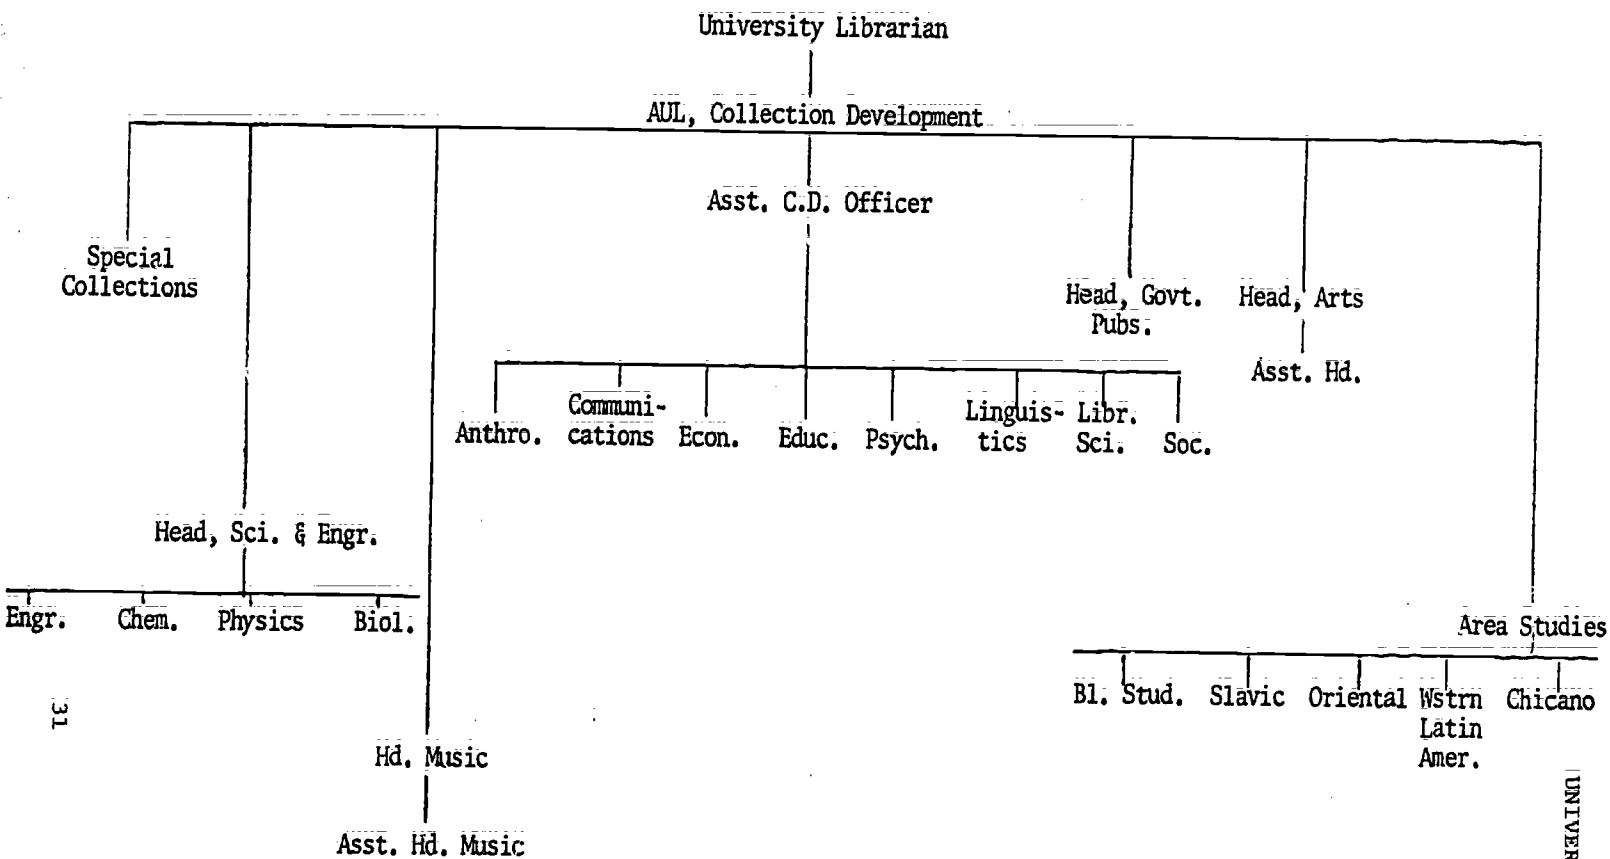 University Librarian
AUL, Collection Development
Asst. C.D. Officer
Special
Collections
Head, Govt.
Pubs.
Head, Arts
Asst. Hd.
Anthro.
Communi-
cations
Econ.
Educ.
Psych.
Linguis-
tics
Libr.
Sci.
Soc.
Head, Sci. & Engr.
Engr.
Chem.
Physics
Biol.
Area Studies
Bl. Stud.
Slavic
Oriental
Wstrn
Latin
Amer.
Chicano
Hd. Music
Asst. Hd. Music
31